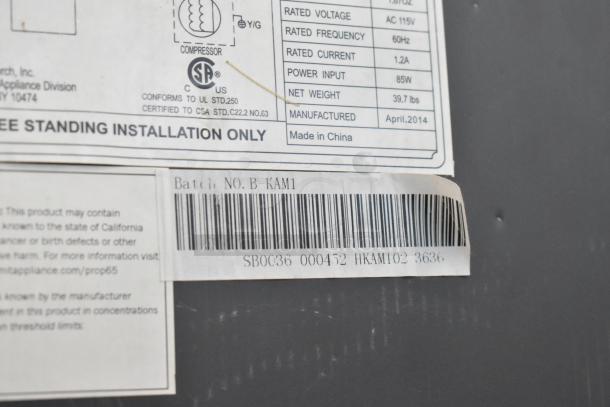 1.87OZ
RATED VOLTAGE AC 115V
RATED FREQUENCY 60Hz
RATED CURRENT 1.2A
POWER INPUT 85W
NET WEIGHT 39.7 lbs
MANUFACTURED April,2014
Made in China
Y/G
COMPRESSOR
C US
CONFORMS TO UL STD.250
CERTIFIED TO CSA STD.C22.2 NO.63
rch, Inc.
Appliance Division
NY 10474
EE STANDING INSTALLATION ONLY
Batch NO. B-KAM1
SB0C36 000452 HKAM102 3636
: This product may contain
known to the state of California
ancer or birth defects or other
ve harm. For more information visit
mitappliance.com/prop65
s known by the manufacturer
ent in this product in concentrations
n threshold limits.